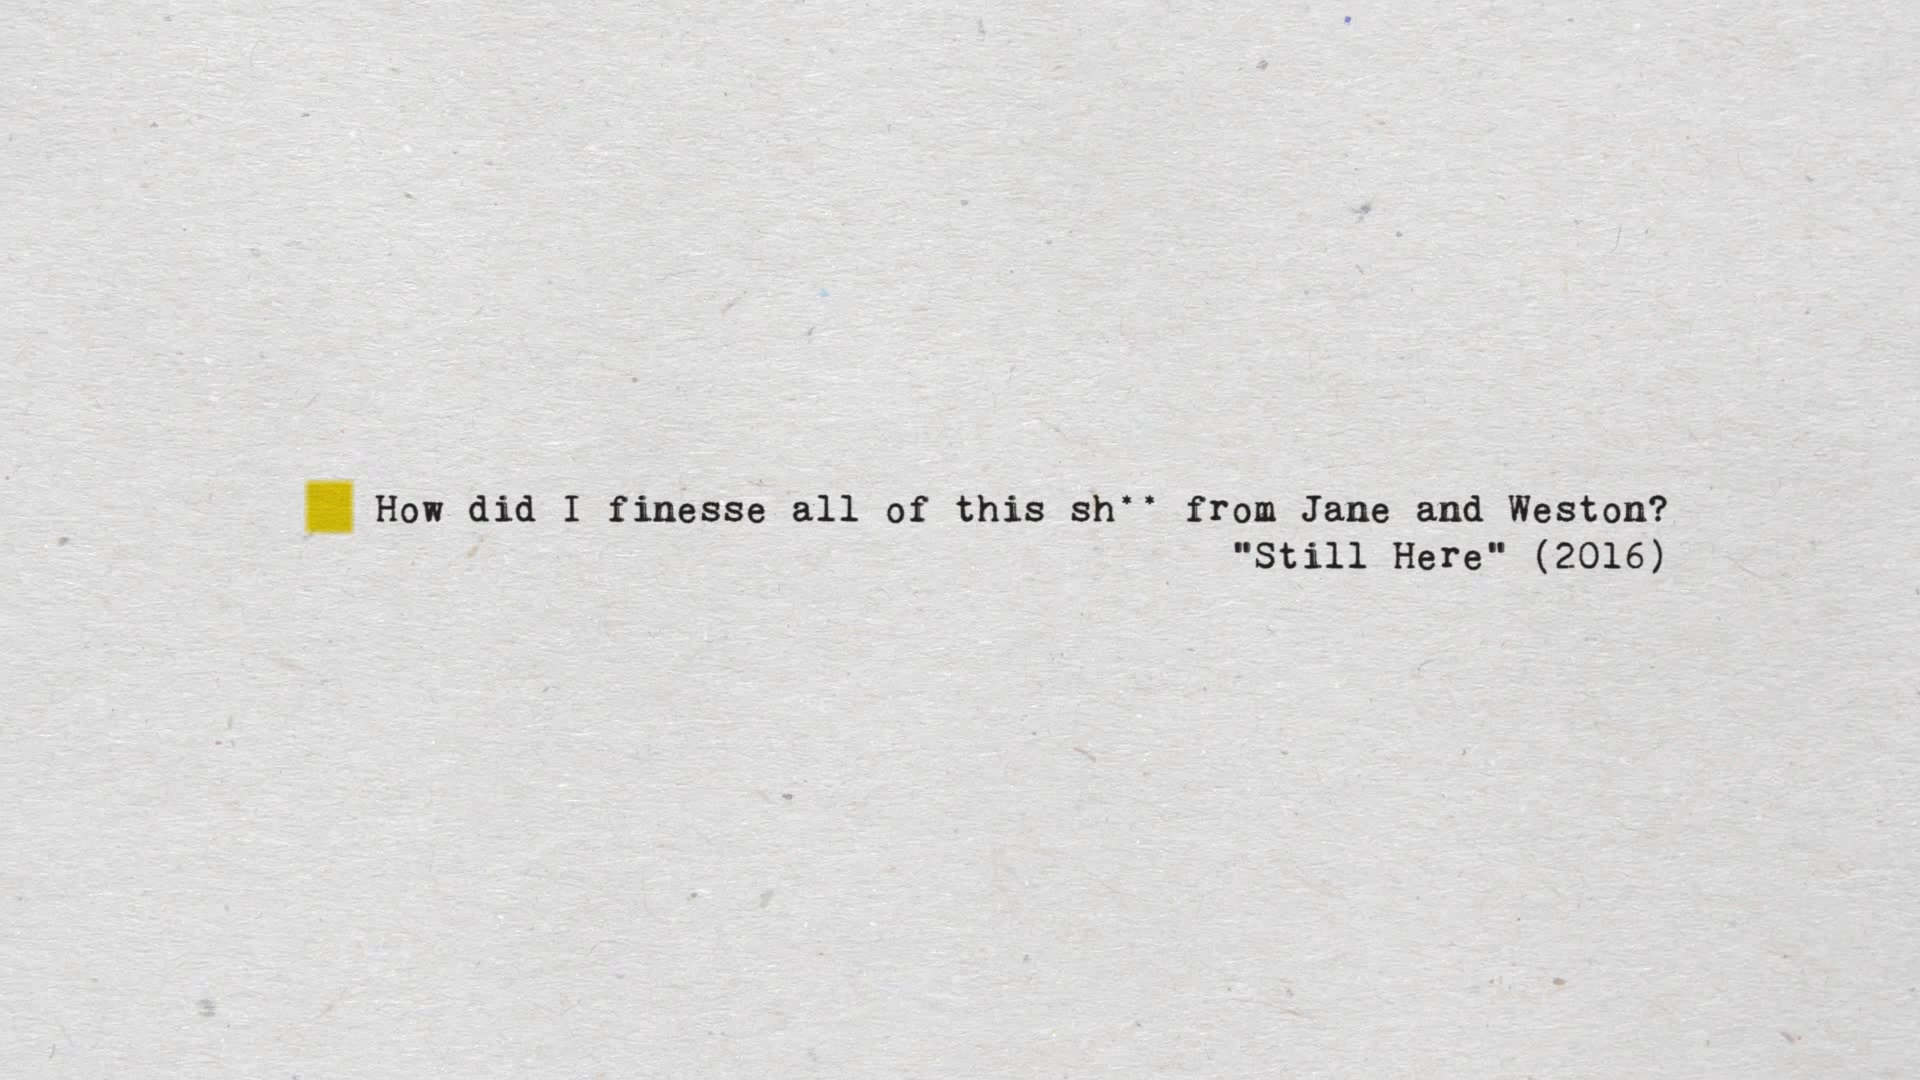 How did I finesse all of this sh** from Jane and Weston?
"Still Here" (2016)